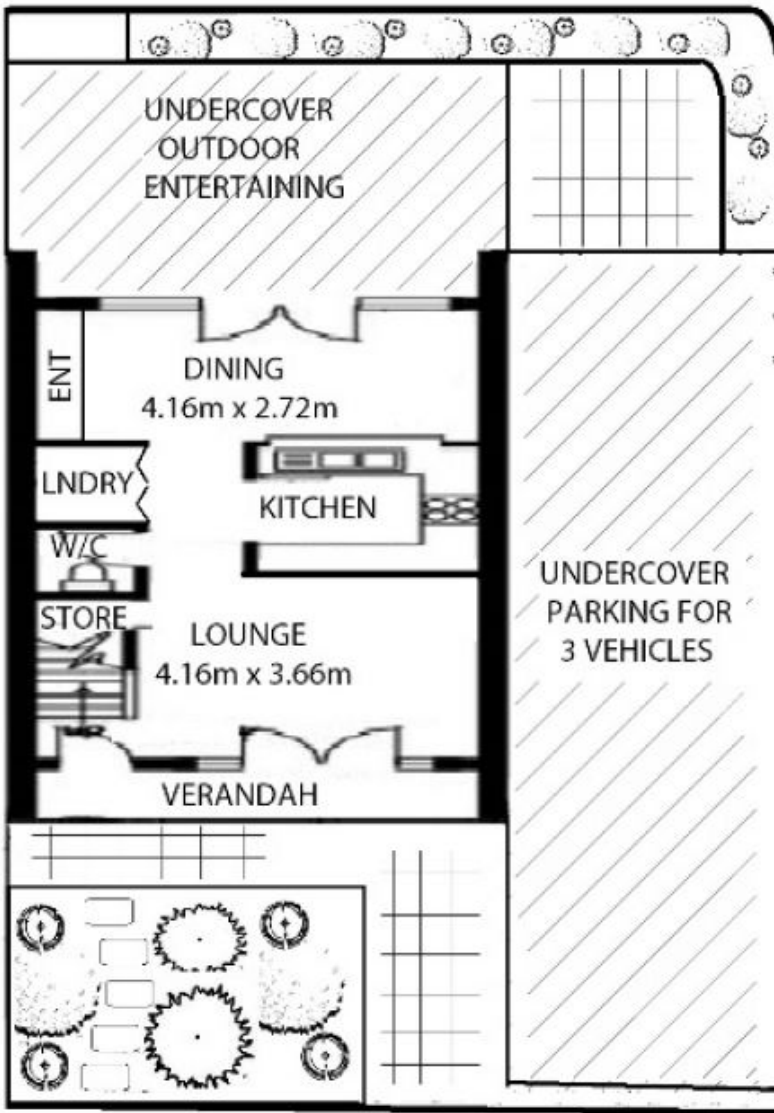 UNDERCOVER
OUTDOOR
ENTERTAINING
ENT
DINING
4.16m x 2.72m
LNDRY
KITCHEN
W/C
STORE
LOUNGE
4.16m x 3.66m
UNDERCOVER
PARKING FOR
3 VEHICLES
VERANDAH